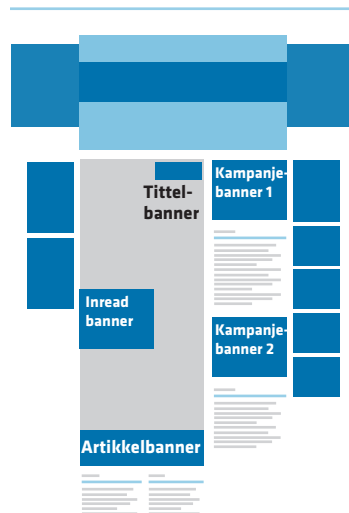 Tittel-
banner
Kampanje-
banner 1
Inread
banner
Kampanje-
banner 2
Artikkelbanner